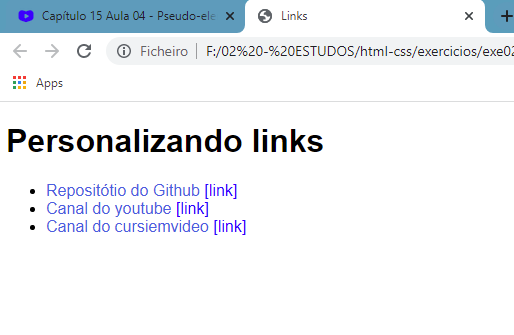 Capítulo 15 Aula 04 - Pseudo-ele
Links
Ficheiro | F:/02%20-%20ESTUDOS/html-css/exercicios/exe02
Apps
Personalizando links
Repositótio do Github [link]
Canal do youtube [link]
Canal do cursiemvideo [link]